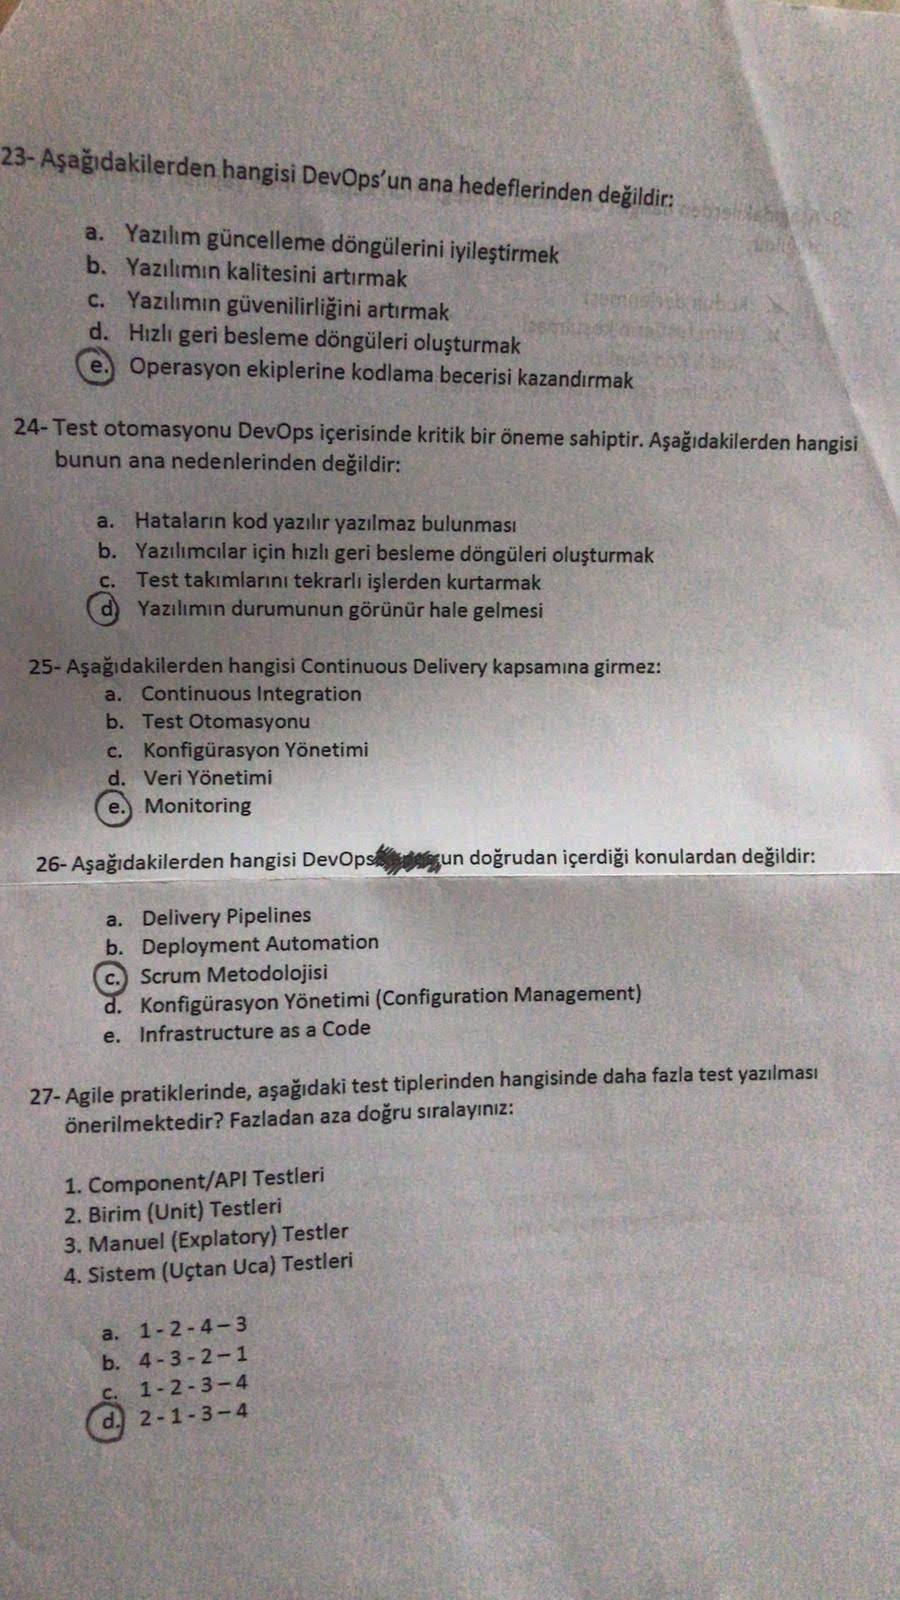 23- Aşağıdakilerden hangisi DevOps'un ana hedeflerinden değildir:
a. Yazılım güncelleme döngülerini iyileştirmek
b. Yazılımın kalitesini artırmak
c. Yazılımın güvenilirliğini artırmak
d. Hızlı geri besleme döngüleri oluşturmak
e. Operasyon ekiplerine kodlama becerisi kazandırmak
24- Test otomasyonu DevOps içerisinde kritik bir öneme sahiptir. Aşağıdakilerden hangisi
bunun ana nedenlerinden değildir:
a. Hataların kod yazılır yazılmaz bulunması
b. Yazılımcılar için hızlı geri besleme döngüleri oluşturmak
c. Test takımlarını tekrarlı işlerden kurtarmak
d. Yazılımın durumunun görünür hale gelmesi
25- Aşağıdakilerden hangisi Continuous Delivery kapsamına girmez:
a. Continuous Integration
b. Test Otomasyonu
c. Konfigürasyon Yönetimi
d. Veri Yönetimi
e. Monitoring
26- Aşağıdakilerden hangisi DevOps un doğrudan içerdiği konulardan değildir:
a. Delivery Pipelines
b. Deployment Automation
c. Scrum Metodolojisi
d. Konfigürasyon Yönetimi (Configuration Management)
e. Infrastructure as a Code
27- Agile pratiklerinde, aşağıdaki test tiplerinden hangisinde daha fazla test yazılması
önerilmektedir? Fazladan aza doğru sıralayınız:
1. Component/API Testleri
2. Birim (Unit) Testleri
3. Manuel (Explatory) Testler
4. Sistem (Uçtan Uca) Testleri
a. 1 - 2 - 4 – 3
b. 4 - 3 - 2 – 1
c. 1 - 2 - 3 – 4
d. 2 - 1 - 3 – 4